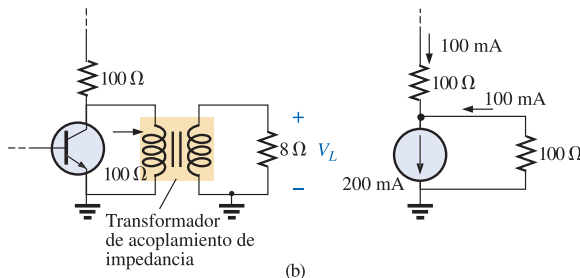 100 Ω
100 Ω
+
8 Ω V_L
−
Transformador
de acoplamiento de
impedancia
100 mA
100 Ω
100 mA
100 Ω
200 mA
(b)